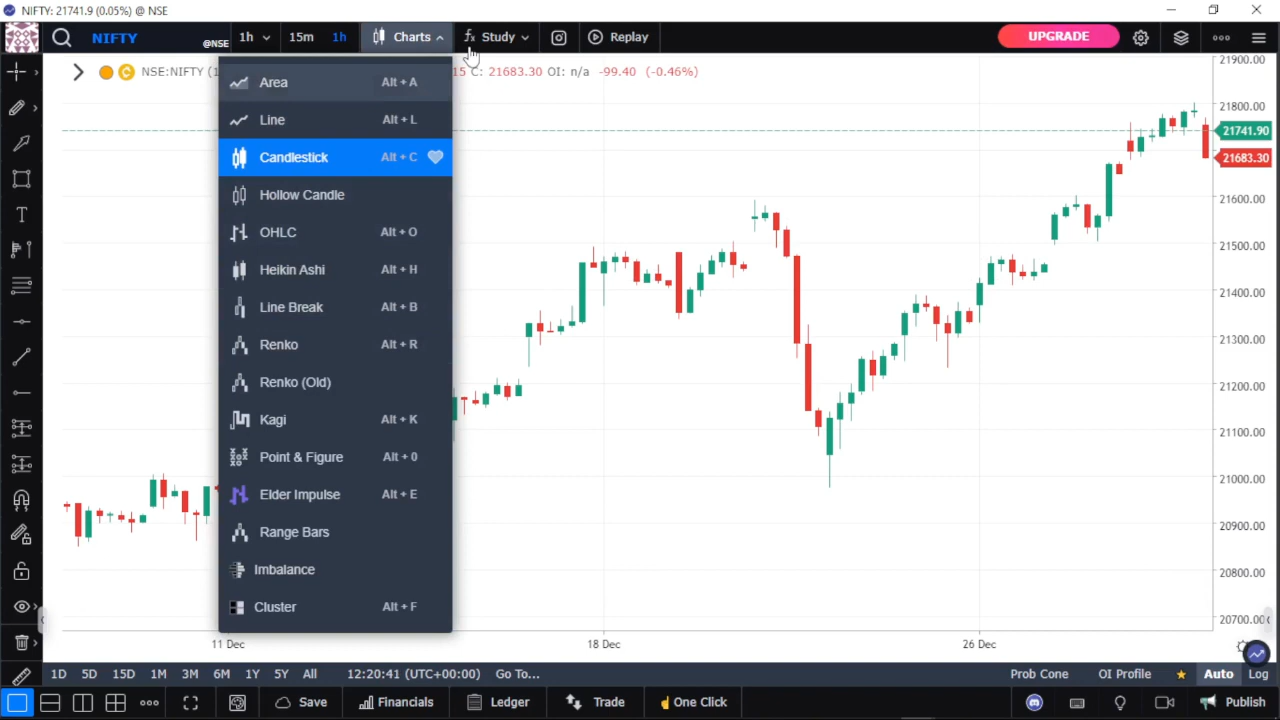 NIFTY: 21741.9 (0.05%) @ NSE
NIFTY @NSE 1h 15m 1h Charts fx Study Replay UPGRADE
NSE:NIFTY (1 15 C: 21683.30 OI: n/a -99.40 (-0.46%)
Area Alt + A
Line Alt + L
Candlestick Alt + C
Hollow Candle
OHLC Alt + O
Heikin Ashi Alt + H
Line Break Alt + B
Renko Alt + R
Renko (Old)
Kagi Alt + K
Point & Figure Alt + 0
Elder Impulse Alt + E
Range Bars
Imbalance
Cluster Alt + F
T
21900.00
21800.00
21741.90
21683.30
21600.00
21500.00
21400.00
21300.00
21200.00
21100.00
21000.00
20900.00
20800.00
20700.00
11 Dec 18 Dec 26 Dec
1D 5D 15D 1M 3M 6M 1Y 5Y All 12:20:41 (UTC+00:00) Go To... Prob Cone OI Profile Auto Log
Save Financials Ledger Trade One Click Publish